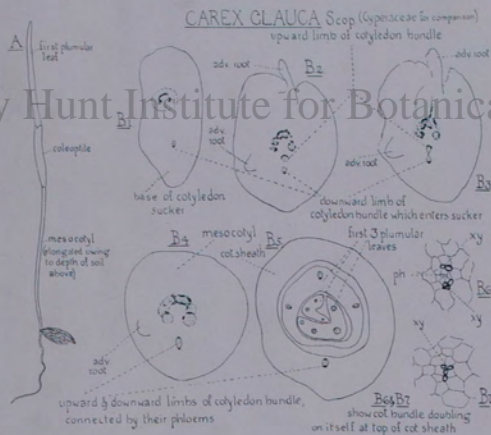 CAREX GLAUCA Scop. (Cyperaceae for comparison)
A
first plumular
leaf
coleoptile
mesocotyl
(elongated owing
to depth of soil
above)
upward limb of cotyledon bundle
adv. root
B2
adv. root
B1
adv.
root
adv.
root
B3
base of cotyledon
sucker
downward limb of
cotyledon bundle which enters sucker
y Hunt Institute for Botanica
mesocotyl
B4
cot. sheath
B5
first 3 plumular
leaves
xy
ph
B6
xy
xy
adv.
root
upward & downward limbs of cotyledon bundle,
connected by their phloems
B6&B7
show cot. bundle doubling
on itself at top of cot sheath